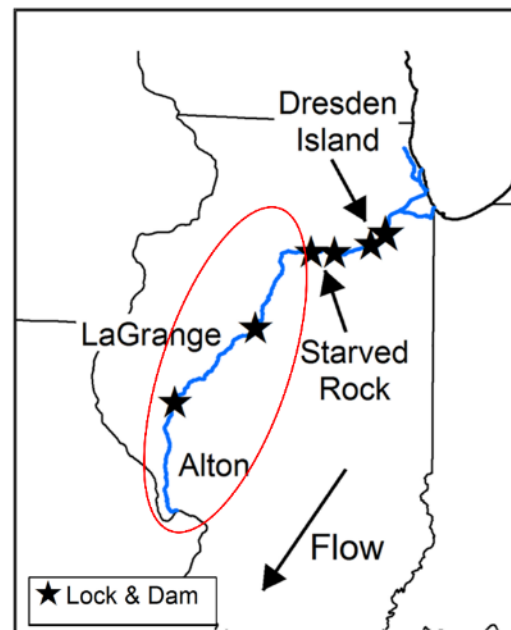 Dresden
Island
LaGrange
Starved
Rock
Alton
Flow
Lock & Dam